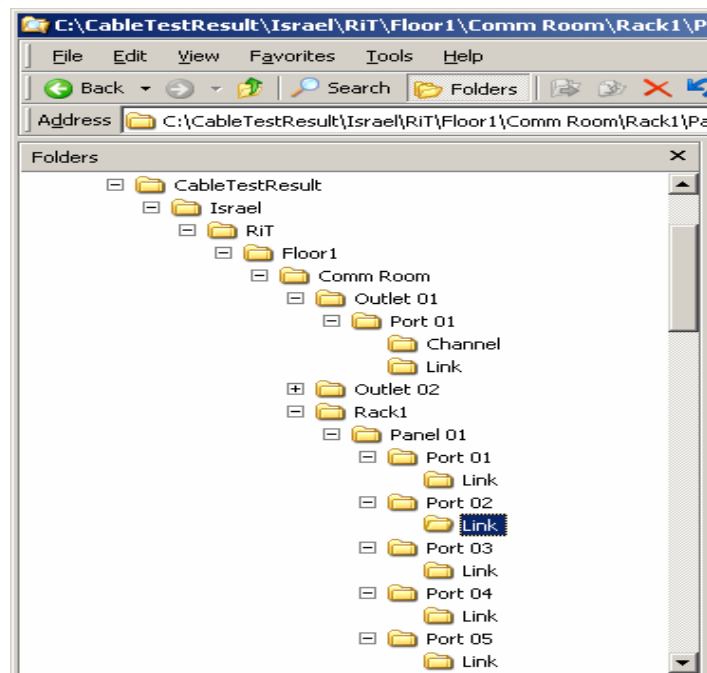 C:\CableTestResult\Israel\RiT\Floor1\Comm Room\Rack1\P
File Edit View Favorites Tools Help
Back Search Folders
Address C:\CableTestResult\Israel\RiT\Floor1\Comm Room\Rack1\Pa
Folders
CableTestResult
Israel
RiT
Floor1
Comm Room
Outlet 01
Port 01
Channel
Link
Outlet 02
Rack1
Panel 01
Port 01
Link
Port 02
Link
Port 03
Link
Port 04
Link
Port 05
Link